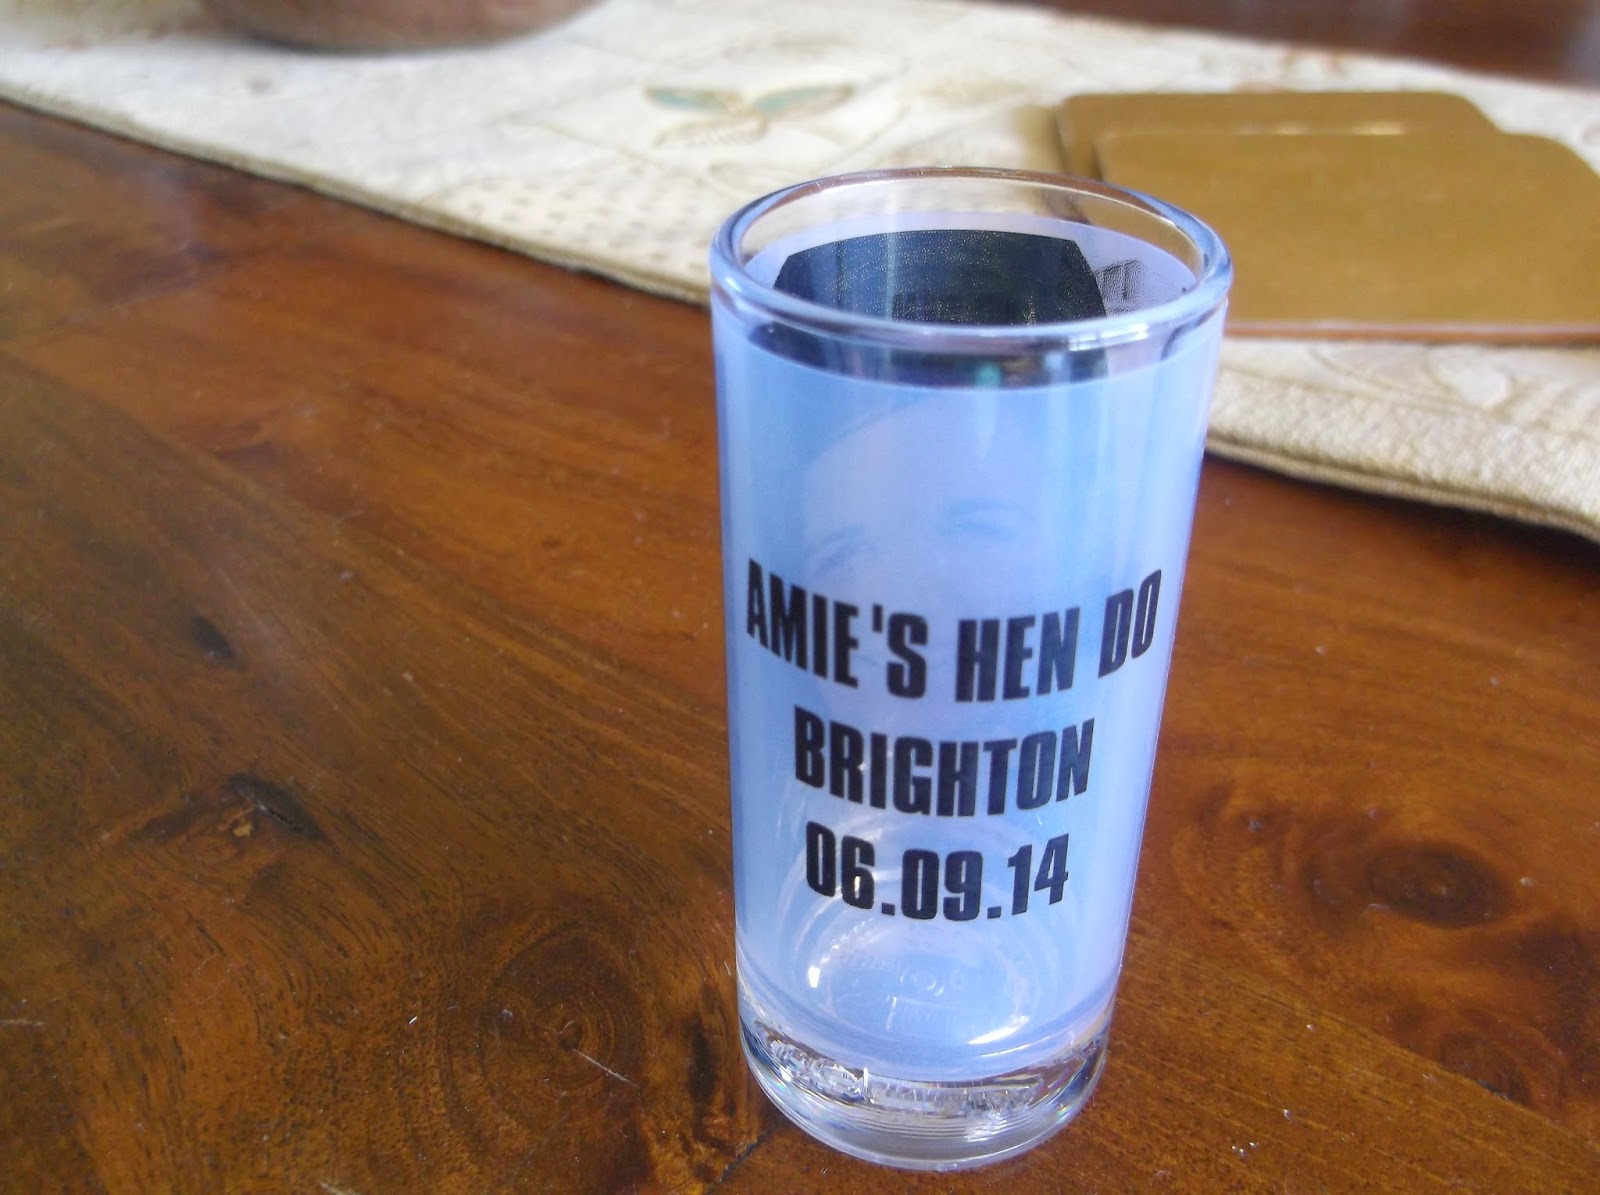 AMIE'S HEN DO
BRIGHTON
06.09.14